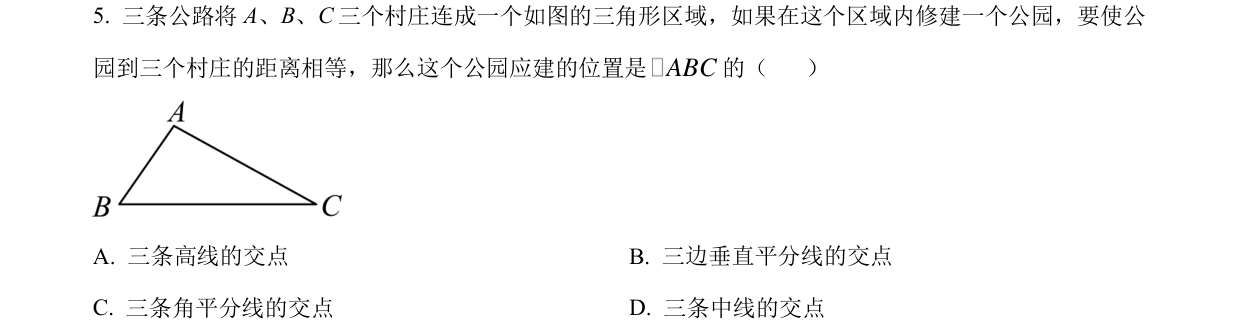 5. 三条公路将 A、B、C 三个村庄连成一个如图的三角形区域，如果在这个区域内修建一个公园，要使公
园到三个村庄的距离相等，那么这个公园应建的位置是 □ABC 的（　　）
A
B
C
A. 三条高线的交点
B. 三边垂直平分线的交点
C. 三条角平分线的交点
D. 三条中线的交点